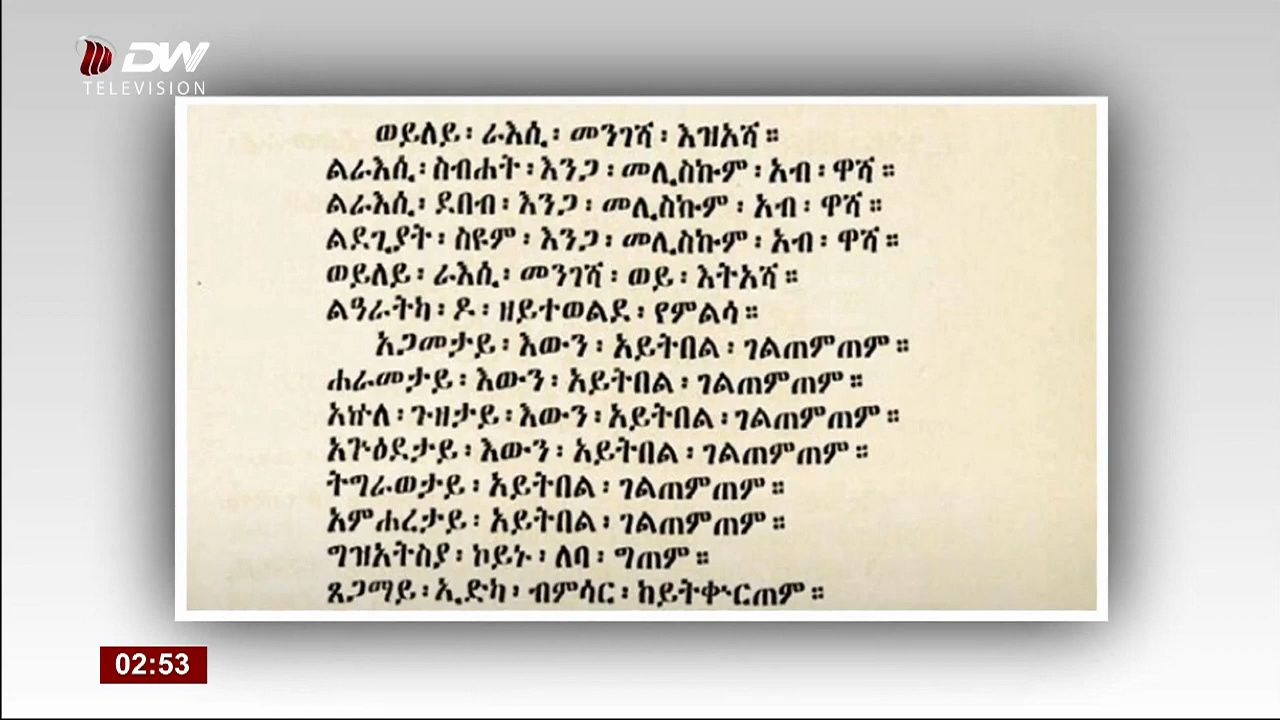 DW
TELEVISION
ወይለይ፡ ራእሲ፡ መንገሻ፡ እዝአሻ።
ልራእሲ፡ ስብሐት፡ እንጋ፡ መሊስኩም፡ አብ፡ ዋሻ።
ልራእሲ፡ ደበብ፡ እንጋ፡ መሊስኩም፡ አብ፡ ዋሻ።
ልደጊያት፡ ስዩም፡ እንጋ፡ መሊስኩም፡ አብ፡ ዋሻ።
ወይለይ፡ ራእሲ፡ መንገሻ፡ ወይ፡ እትአሻ።
ልዓራትካ፡ ዶ፡ ዘይተወልደ፡ የምልሳ።
አጋመታይ፡ እውን፡ አይትበል፡ ገልጠምጠም።
ሐራመታይ፡ እውን፡ አይትበል፡ ገልጠምጠም።
አኵለ፡ ጉዘታይ፡ እውን፡ አይትበል፡ ገልጠምጠም።
አጕዕደታይ፡ እውን፡ አይትበል፡ ገልጠምጠም።
ትግራወታይ፡ አይትበል፡ ገልጠምጠም።
አምሐረታይ፡ አይትበል፡ ገልጠምጠም።
ግዝአትስያ፡ ኮይኑ፡ ለባ፡ ግጠም።
ጸጋማይ፡ ኢድካ፡ ብምሳር፡ ከይትቍርጠም።
02:53